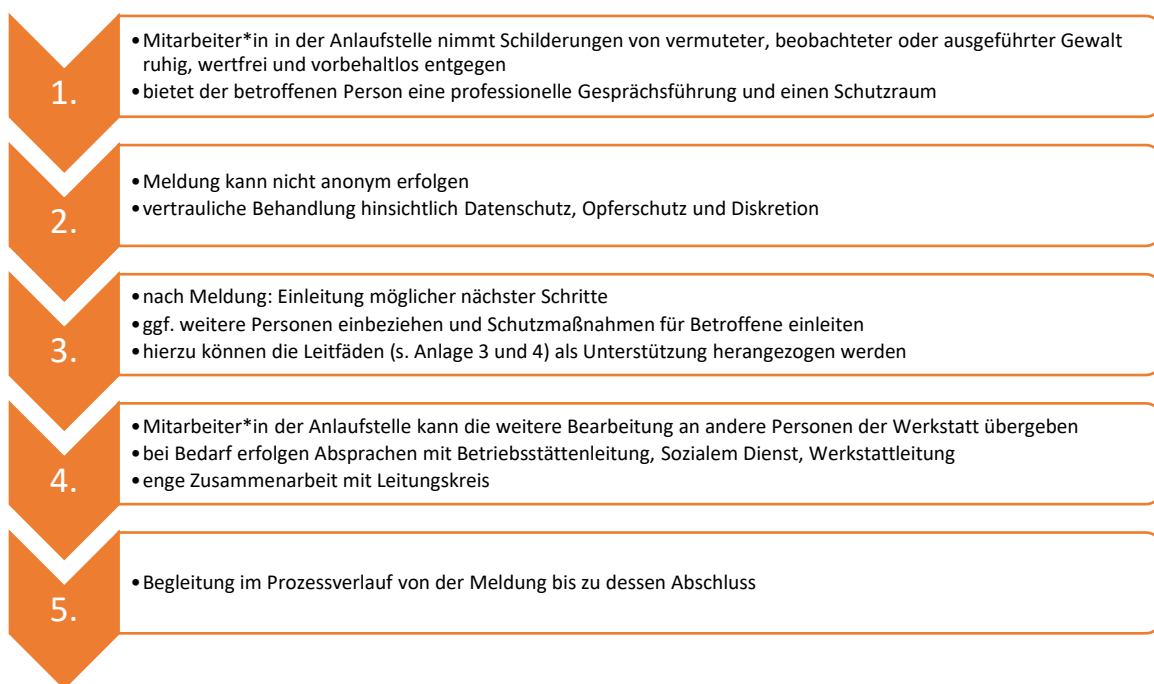 1.
•Mitarbeiter*in in der Anlaufstelle nimmt Schilderungen von vermuteter, beobachteter oder ausgeführter Gewalt
ruhig, wertfrei und vorbehaltlos entgegen
•bietet der betroffenen Person eine professionelle Gesprächsführung und einen Schutzraum
2.
•Meldung kann nicht anonym erfolgen
•vertrauliche Behandlung hinsichtlich Datenschutz, Opferschutz und Diskretion
3.
•nach Meldung: Einleitung möglicher nächster Schritte
•ggf. weitere Personen einbeziehen und Schutzmaßnahmen für Betroffene einleiten
•hierzu können die Leitfäden (s. Anlage 3 und 4) als Unterstützung herangezogen werden
4.
•Mitarbeiter*in der Anlaufstelle kann die weitere Bearbeitung an andere Personen der Werkstatt übergeben
•bei Bedarf erfolgen Absprachen mit Betriebsstättenleitung, Sozialem Dienst, Werkstattleitung
•enge Zusammenarbeit mit Leitungskreis
5.
•Begleitung im Prozessverlauf von der Meldung bis zu dessen Abschluss